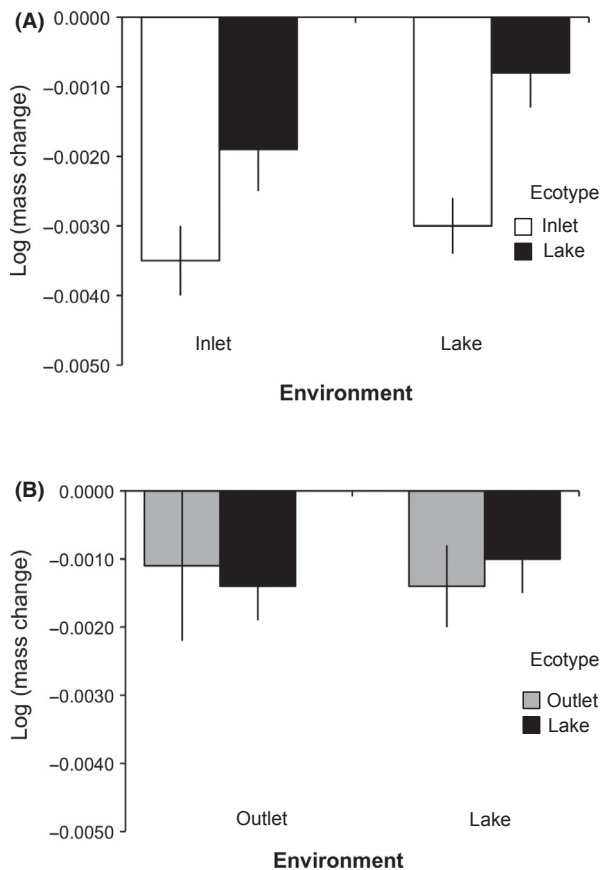 (A)
0.0000
−0.0010
−0.0020
−0.0030
−0.0040
−0.0050
Log (mass change)
Ecotype
Inlet
Lake
Inlet Lake
Environment
(B)
0.0000
−0.0010
−0.0020
−0.0030
−0.0040
−0.0050
Log (mass change)
Ecotype
Outlet
Lake
Outlet Lake
Environment